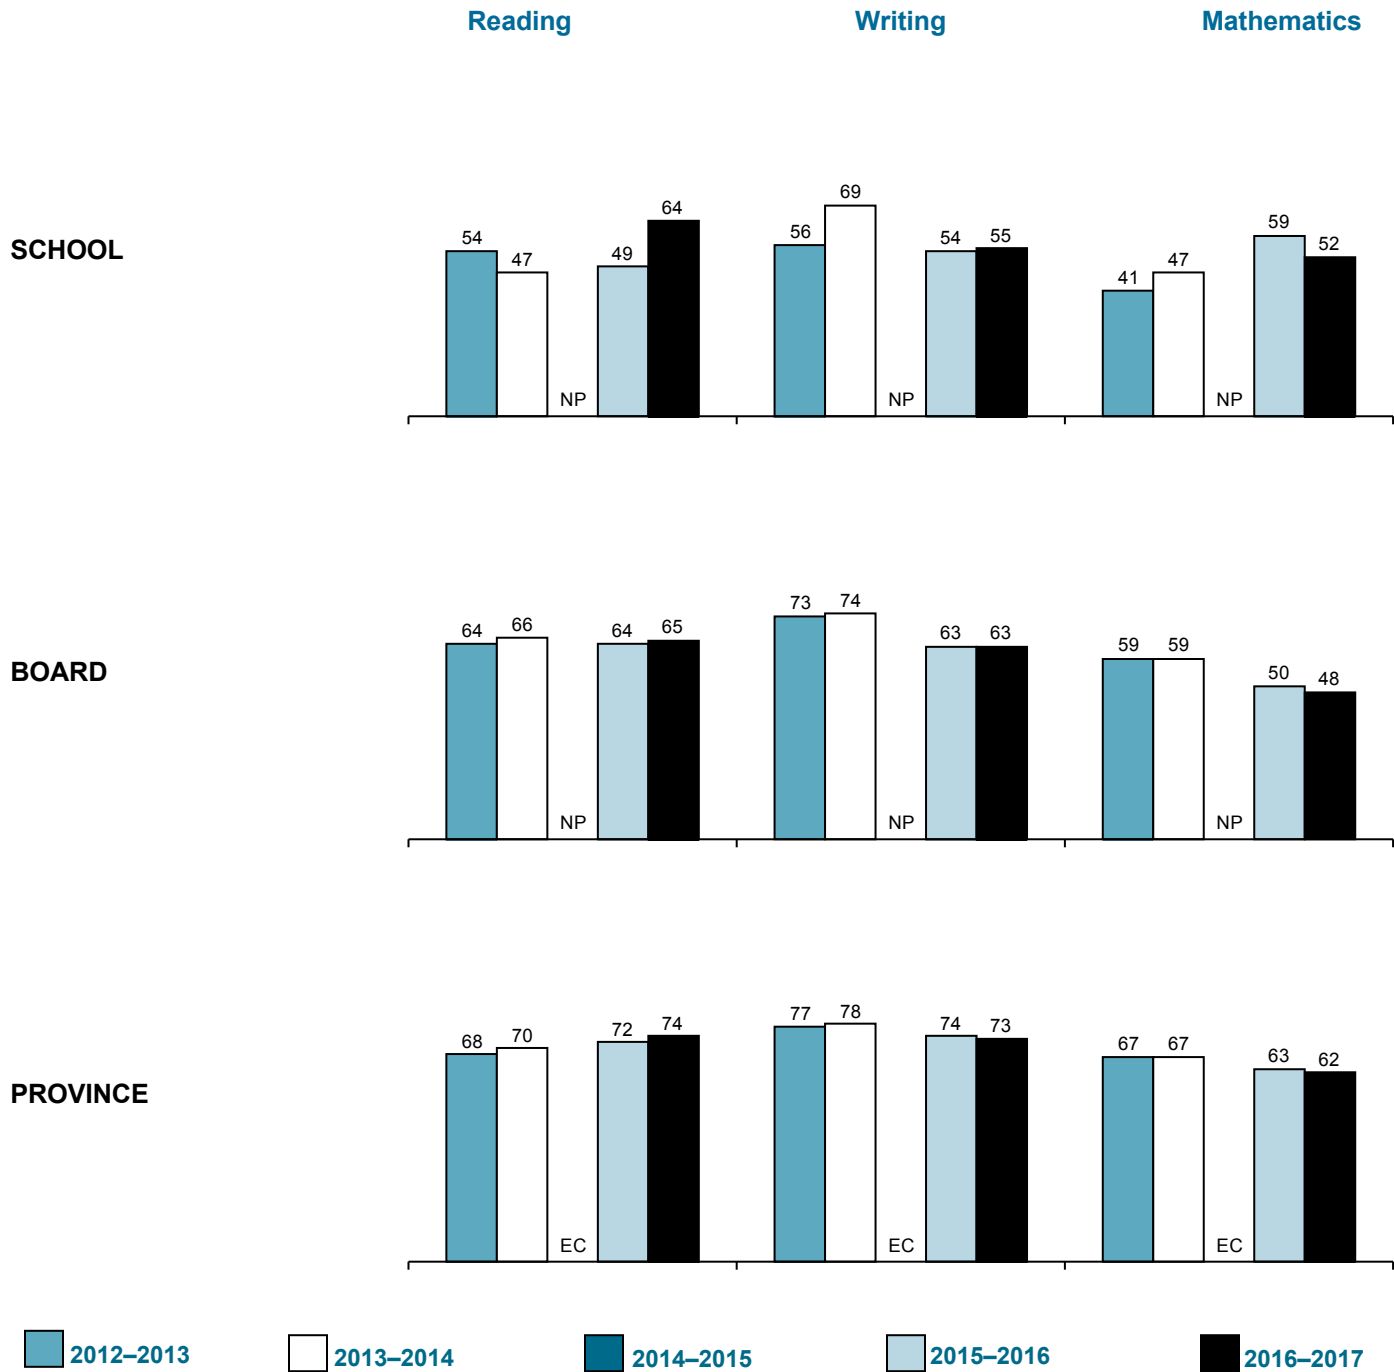 Reading Writing Mathematics
SCHOOL
54 47 NP 49 64 56 69 NP 54 55 41 47 NP 59 52
BOARD
64 66 NP 64 65 73 74 NP 63 63 59 59 NP 50 48
PROVINCE
68 70 EC 72 74 77 78 EC 74 73 67 67 EC 63 62
2012–2013 2013–2014 2014–2015 2015–2016 2016–2017